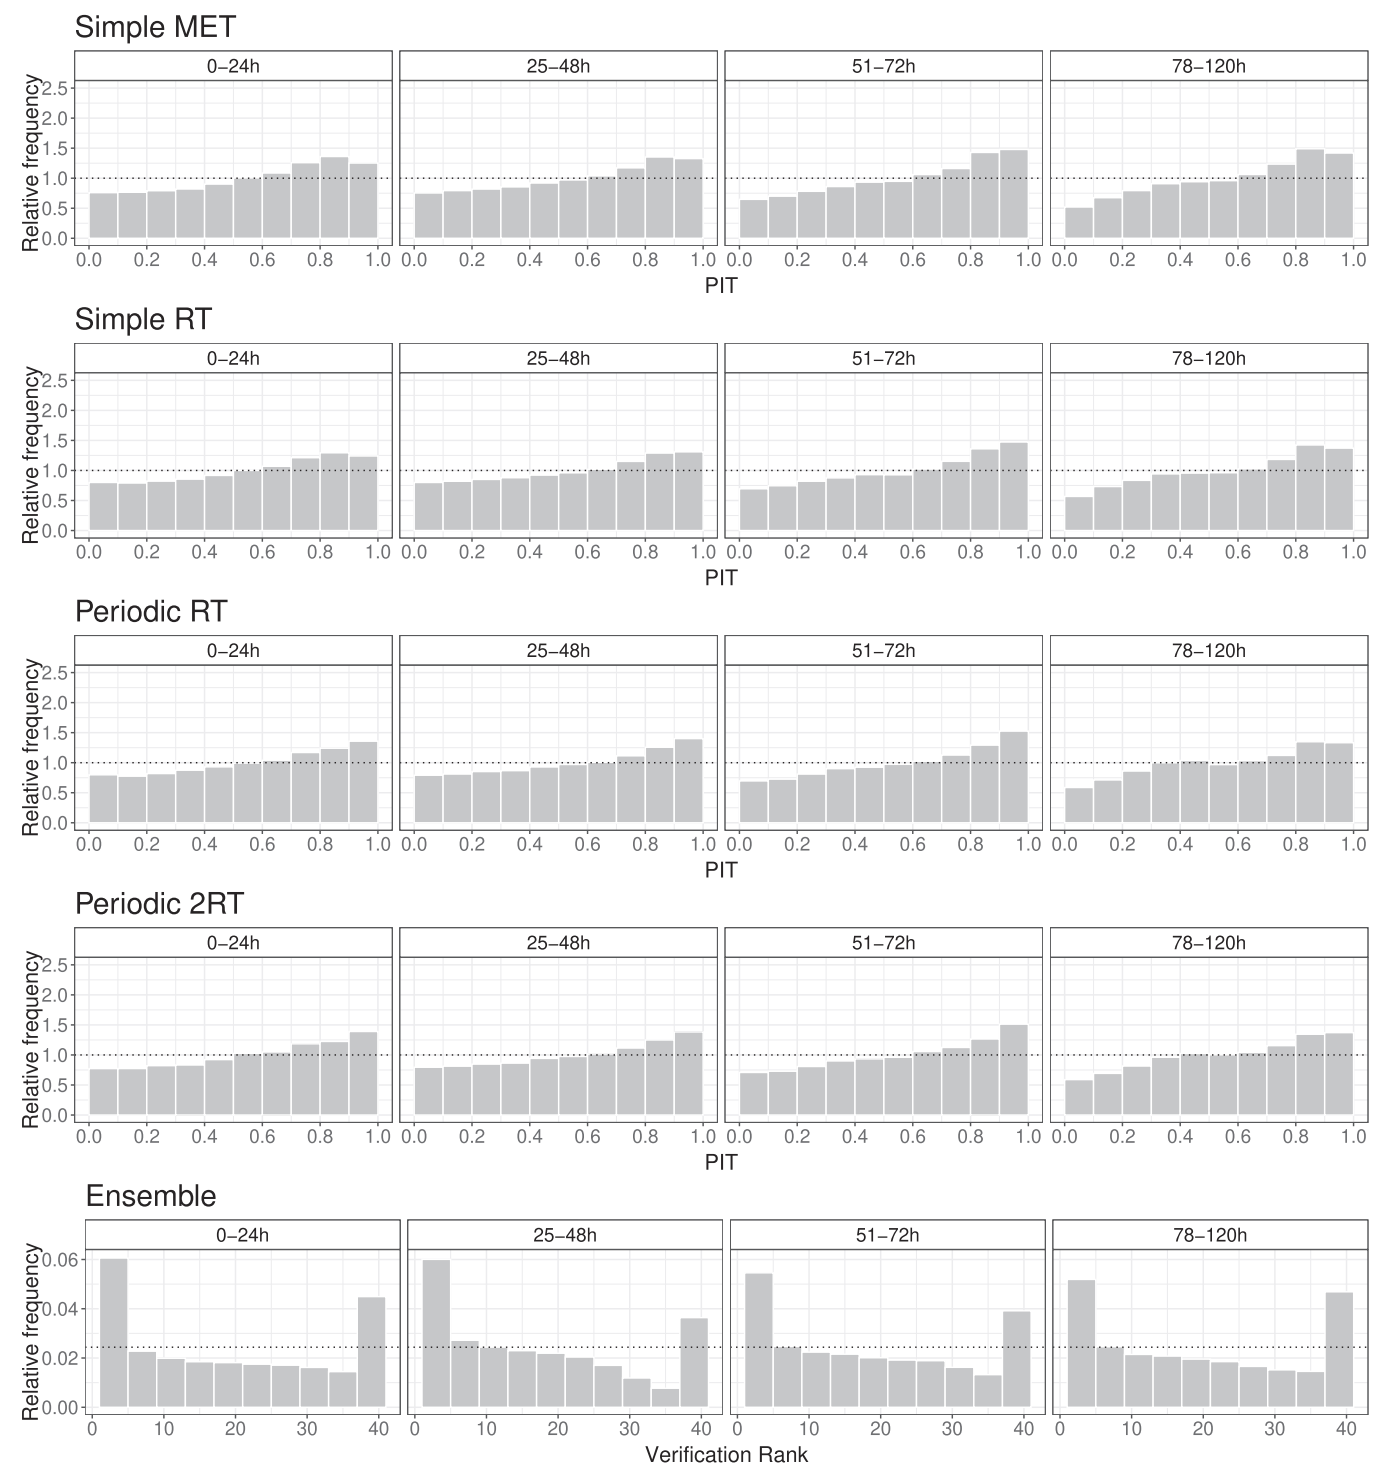 Simple MET
0−24h 25−48h 51−72h 78−120h
Relative frequency
2.5
2.0
1.5
1.0
0.5
0.0
0.0 0.2 0.4 0.6 0.8 1.0 0.0 0.2 0.4 0.6 0.8 1.0 0.0 0.2 0.4 0.6 0.8 1.0 0.0 0.2 0.4 0.6 0.8 1.0
PIT
Simple RT
0−24h 25−48h 51−72h 78−120h
Relative frequency
2.5
2.0
1.5
1.0
0.5
0.0
0.0 0.2 0.4 0.6 0.8 1.0 0.0 0.2 0.4 0.6 0.8 1.0 0.0 0.2 0.4 0.6 0.8 1.0 0.0 0.2 0.4 0.6 0.8 1.0
PIT
Periodic RT
0−24h 25−48h 51−72h 78−120h
Relative frequency
2.5
2.0
1.5
1.0
0.5
0.0
0.0 0.2 0.4 0.6 0.8 1.0 0.0 0.2 0.4 0.6 0.8 1.0 0.0 0.2 0.4 0.6 0.8 1.0 0.0 0.2 0.4 0.6 0.8 1.0
PIT
Periodic 2RT
0−24h 25−48h 51−72h 78−120h
Relative frequency
2.5
2.0
1.5
1.0
0.5
0.0
0.0 0.2 0.4 0.6 0.8 1.0 0.0 0.2 0.4 0.6 0.8 1.0 0.0 0.2 0.4 0.6 0.8 1.0 0.0 0.2 0.4 0.6 0.8 1.0
PIT
Ensemble
0−24h 25−48h 51−72h 78−120h
Relative frequency
0.06
0.04
0.02
0.00
0 10 20 30 40 0 10 20 30 40 0 10 20 30 40 0 10 20 30 40
Verification Rank